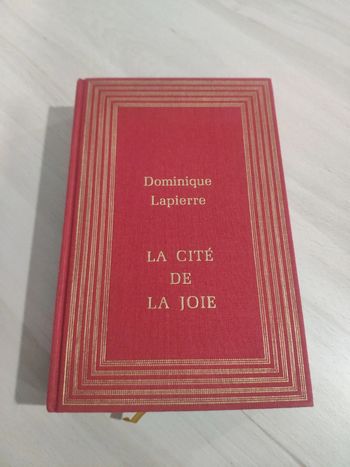 Dominique
Lapierre
LA CITÉ
DE
LA JOIE